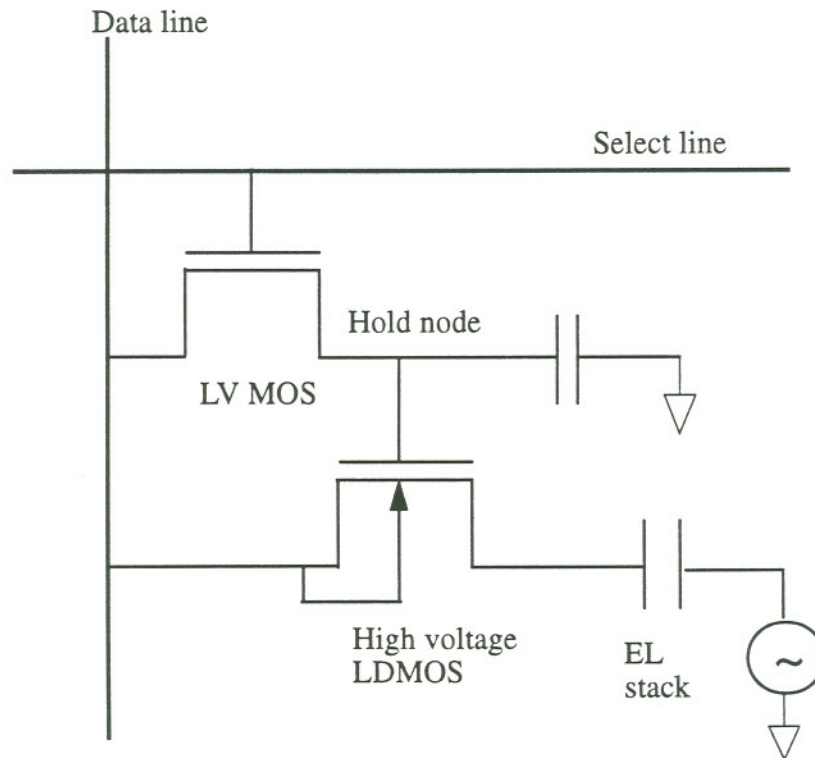 Data line
Select line
Hold node
LV MOS
High voltage
LDMOS
EL
stack
~